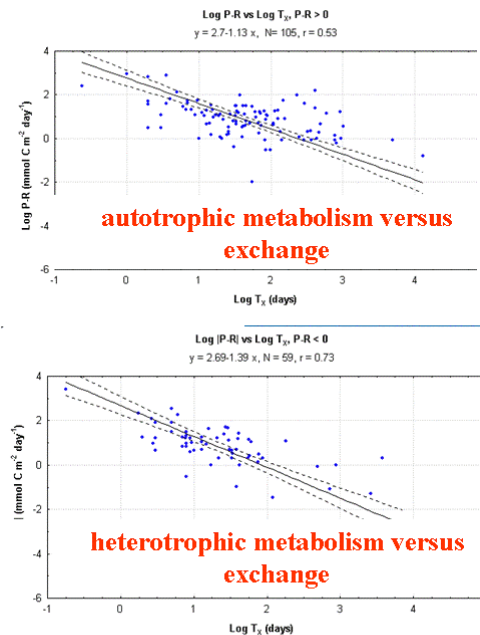 Log P-R vs Log Tx, P-R > 0
y = 2.7-1.13 x, N= 105, r = 0.53
4
2
0
-2
-4
-6
Log P-R (mmol C m-2 day-1)
autotrophic metabolism versus
exchange
-1 0 1 2 3 4
Log Tx (days)
Log |P-R| vs Log Tx, P-R < 0
y = 2.69-1.39 x, N = 59, r = 0.73
4
2
0
-2
-4
-6
| (mmol C m-2 day-1)
heterotrophic metabolism versus
exchange
-1 0 1 2 3 4
Log Tx (days)